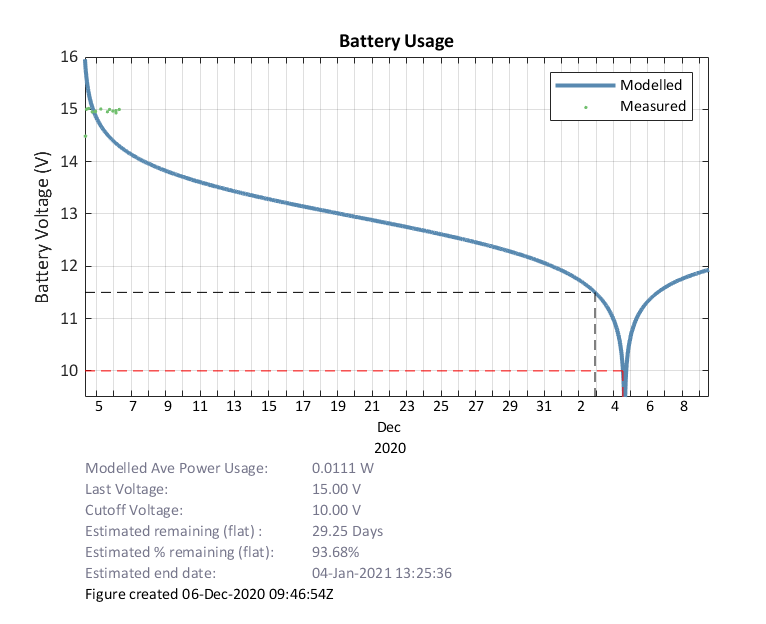 Battery Usage
16
15
14
13
12
11
10
Battery Voltage (V)
Modelled
Measured
5 7 9 11 13 15 17 19 21 23 25 27 29 31 2 4 6 8
Dec
2020
Modelled Ave Power Usage: 0.0111 W
Last Voltage: 15.00 V
Cutoff Voltage: 10.00 V
Estimated remaining (flat) : 29.25 Days
Estimated % remaining (flat): 93.68%
Estimated end date: 04-Jan-2021 13:25:36
Figure created 06-Dec-2020 09:46:54Z